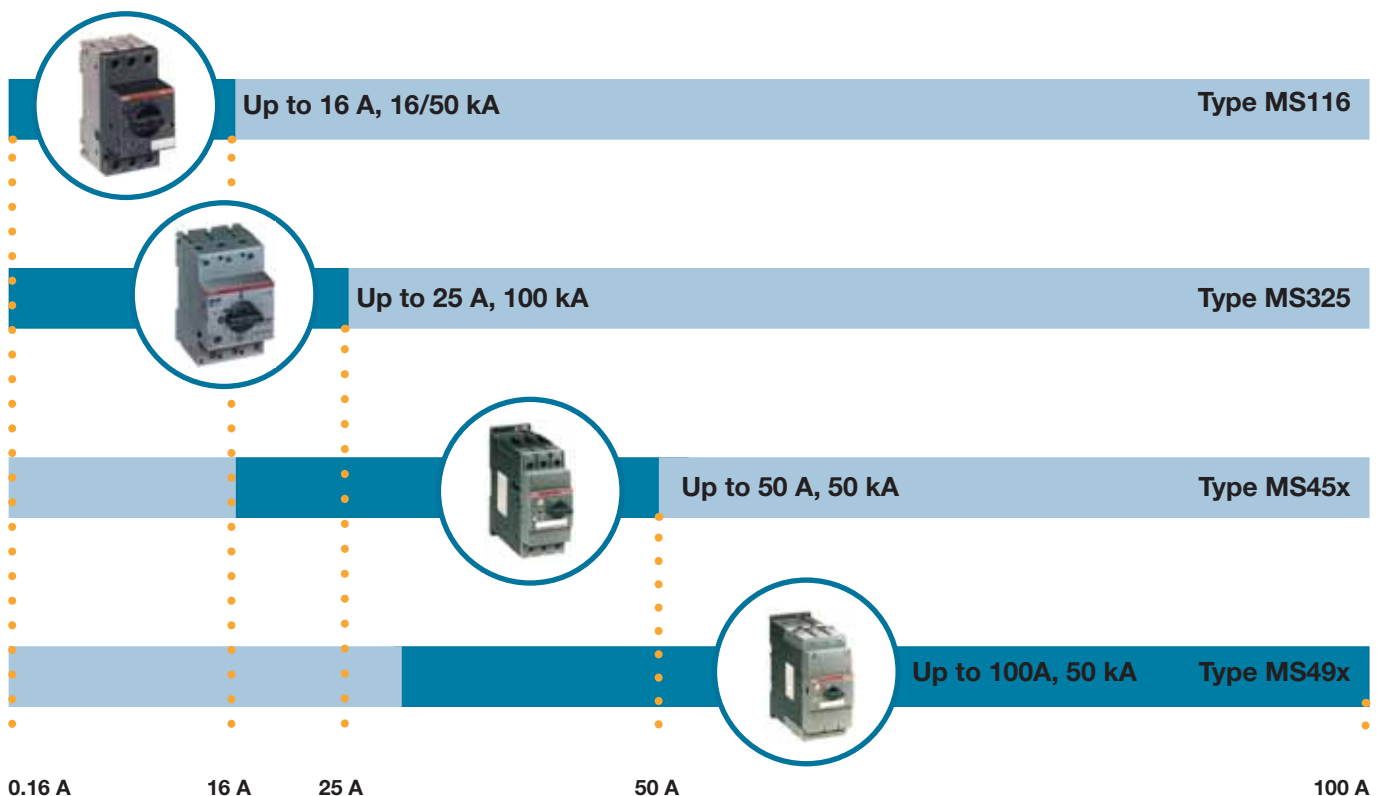 Up to 16 A, 16/50 kA Type MS116
Up to 25 A, 100 kA Type MS325
Up to 50 A, 50 kA Type MS45x
Up to 100A, 50 kA Type MS49x
0.16 A 16 A 25 A 50 A 100 A